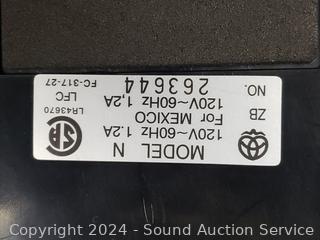 MODEL N
120V~60Hz 1.2A
For MEXICO
120V~60Hz 1,2A
ZB
NO. 263644
SA
LR43670
LFC
FC-317-27
Copyright 2024 - Sound Auction Service